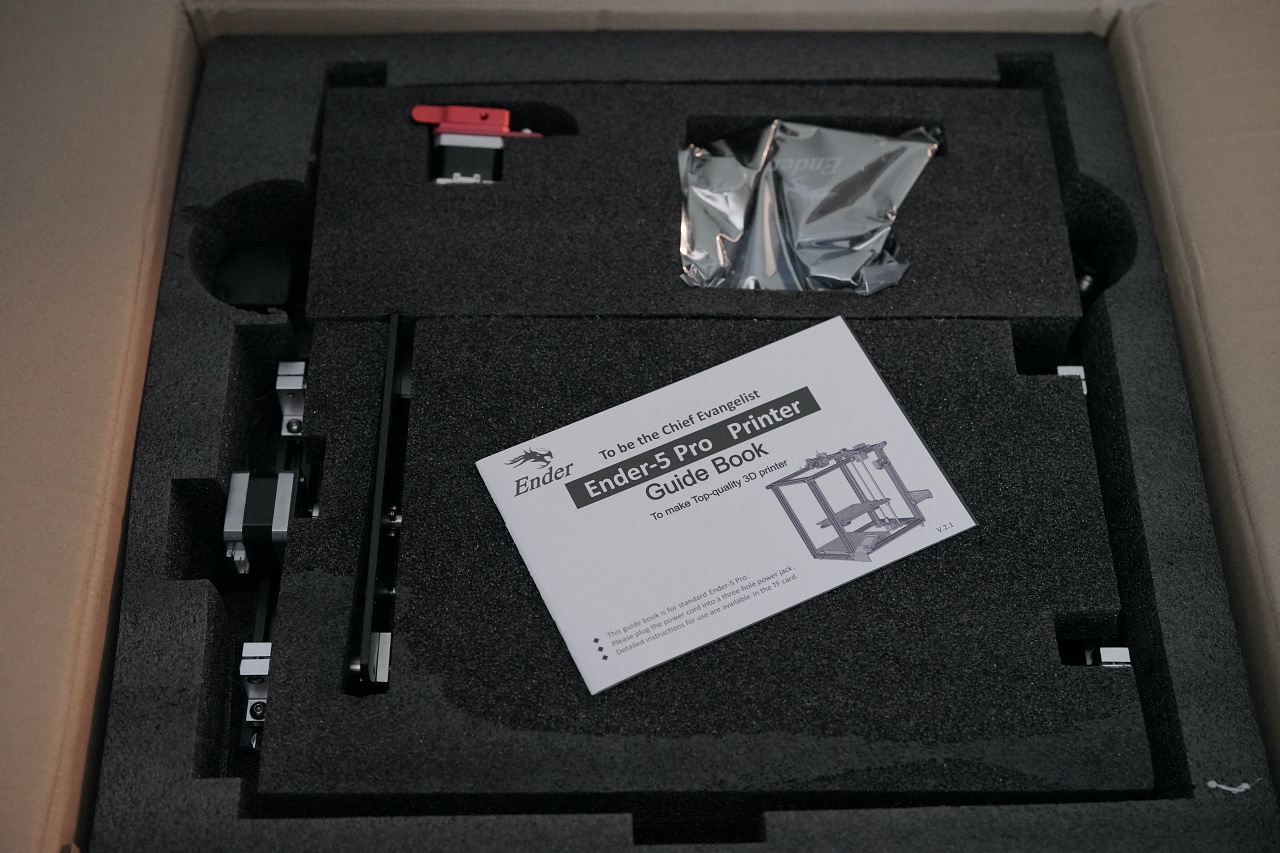 Ender
To be the Chief Evangelist
Ender
Ender-5 Pro Printer
Guide Book
To make Top-quality 3D printer
V.2.1
This guide book is for standard Ender-5 Pro.
Please plug the power cord into a three-hole power jack.
Detailed instructions for use are available in the TF card.